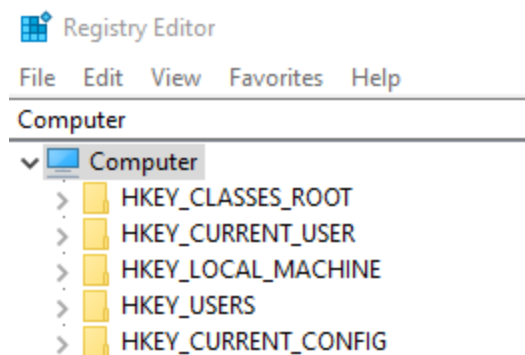 Registry Editor
File Edit View Favorites Help
Computer
Computer
HKEY_CLASSES_ROOT
HKEY_CURRENT_USER
HKEY_LOCAL_MACHINE
HKEY_USERS
HKEY_CURRENT_CONFIG